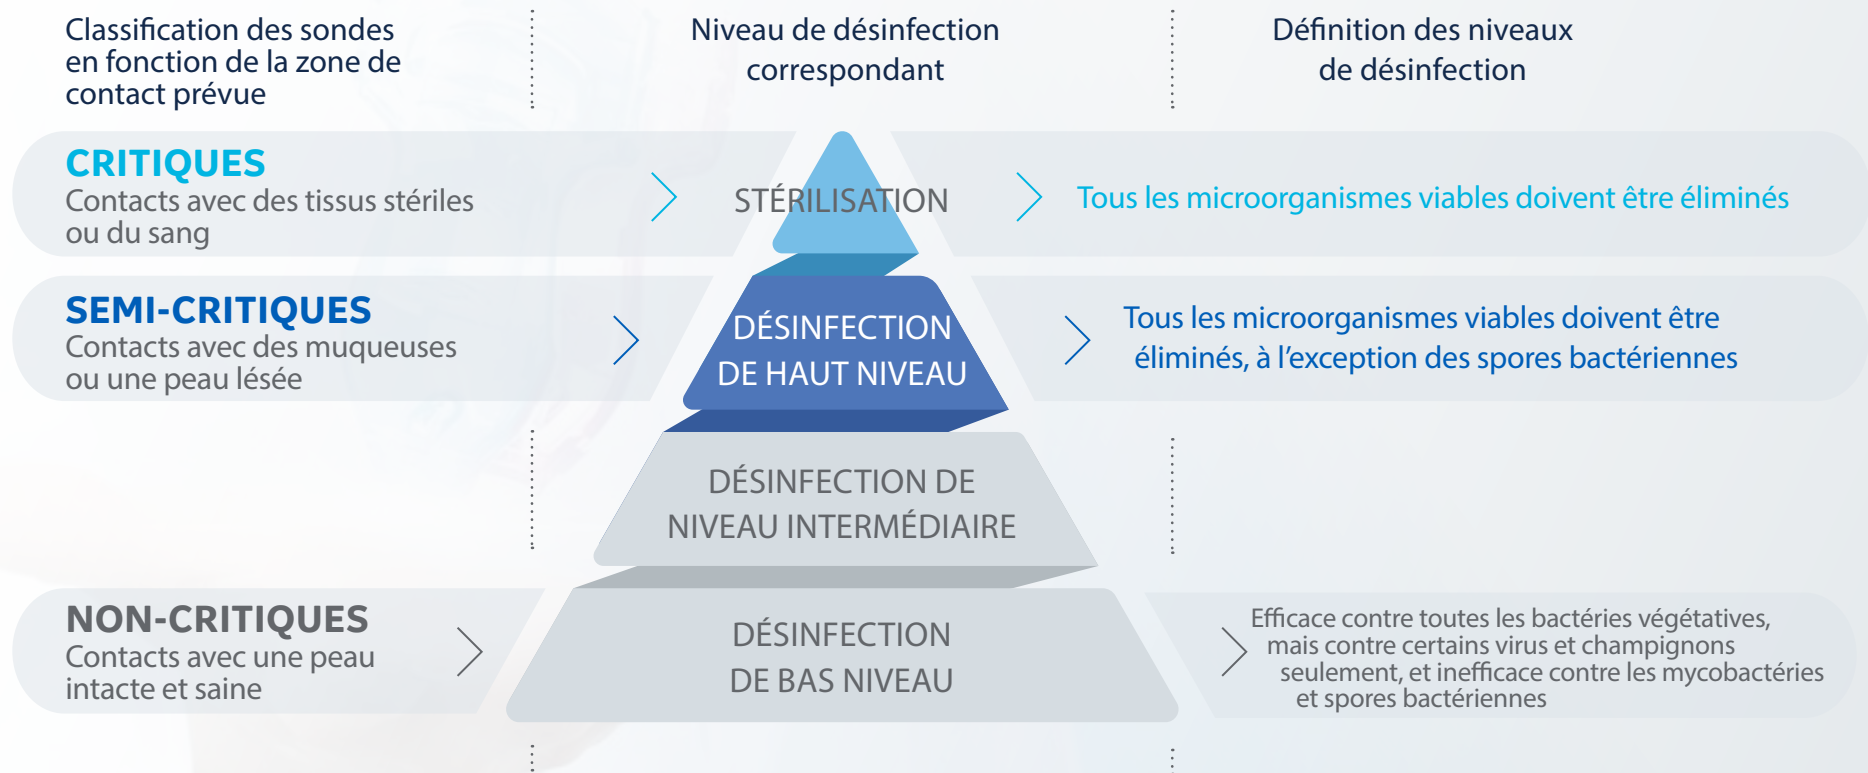 Classification des sondes
en fonction de la zone de
contact prévue
Niveau de désinfection
correspondant
Définition des niveaux
de désinfection
CRITIQUES
Contacts avec des tissus stériles
ou du sang
STÉRILISATION
Tous les microorganismes viables doivent être éliminés
SEMI-CRITIQUES
Contacts avec des muqueuses
ou une peau lésée
DÉSINFECTION
DE HAUT NIVEAU
Tous les microorganismes viables doivent être
éliminés, à l’exception des spores bactériennes
DÉSINFECTION DE
NIVEAU INTERMÉDIAIRE
NON-CRITIQUES
Contacts avec une peau
intacte et saine
DÉSINFECTION
DE BAS NIVEAU
Efficace contre toutes les bactéries végétatives,
mais contre certains virus et champignons
seulement, et inefficace contre les mycobactéries
et spores bactériennes